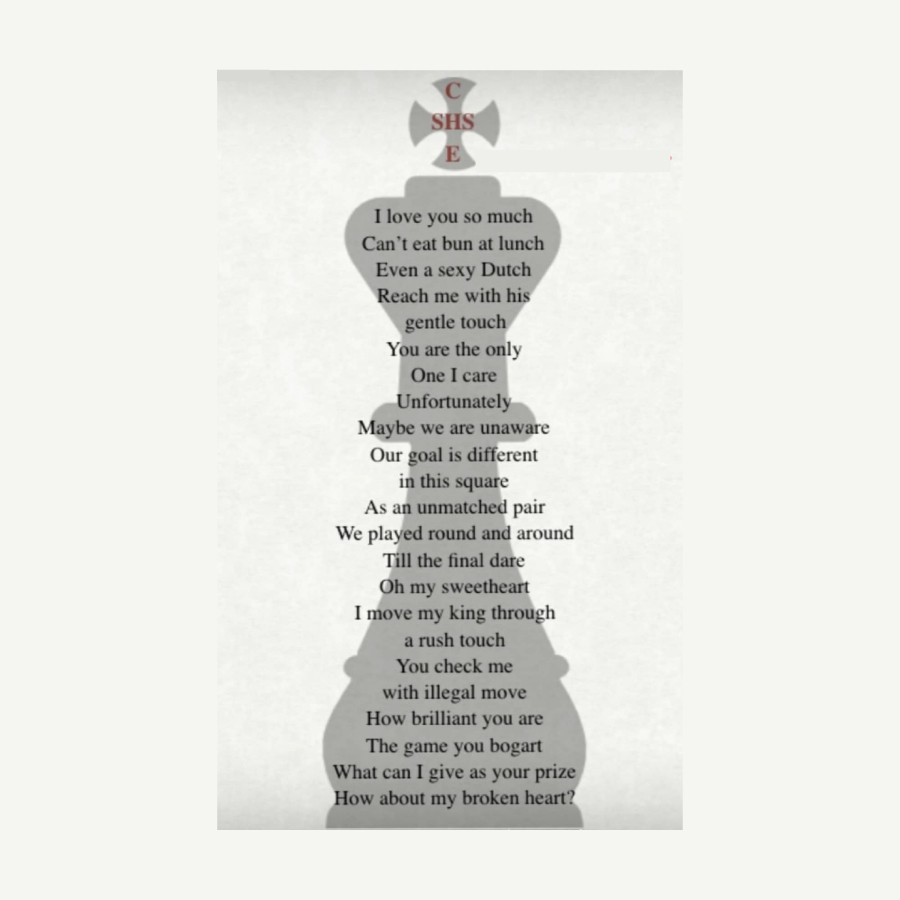 C
SHS
E
I love you so much
Can't eat bun at lunch
Even a sexy Dutch
Reach me with his
gentle touch
You are the only
One I care
Unfortunately
Maybe we are unaware
Our goal is different
in this square
As an unmatched pair
We played round and around
Till the final dare
Oh my sweetheart
I move my king through
a rush touch
You check me
with illegal move
How brilliant you are
The game you bogart
What can I give as your prize
How about my broken heart?